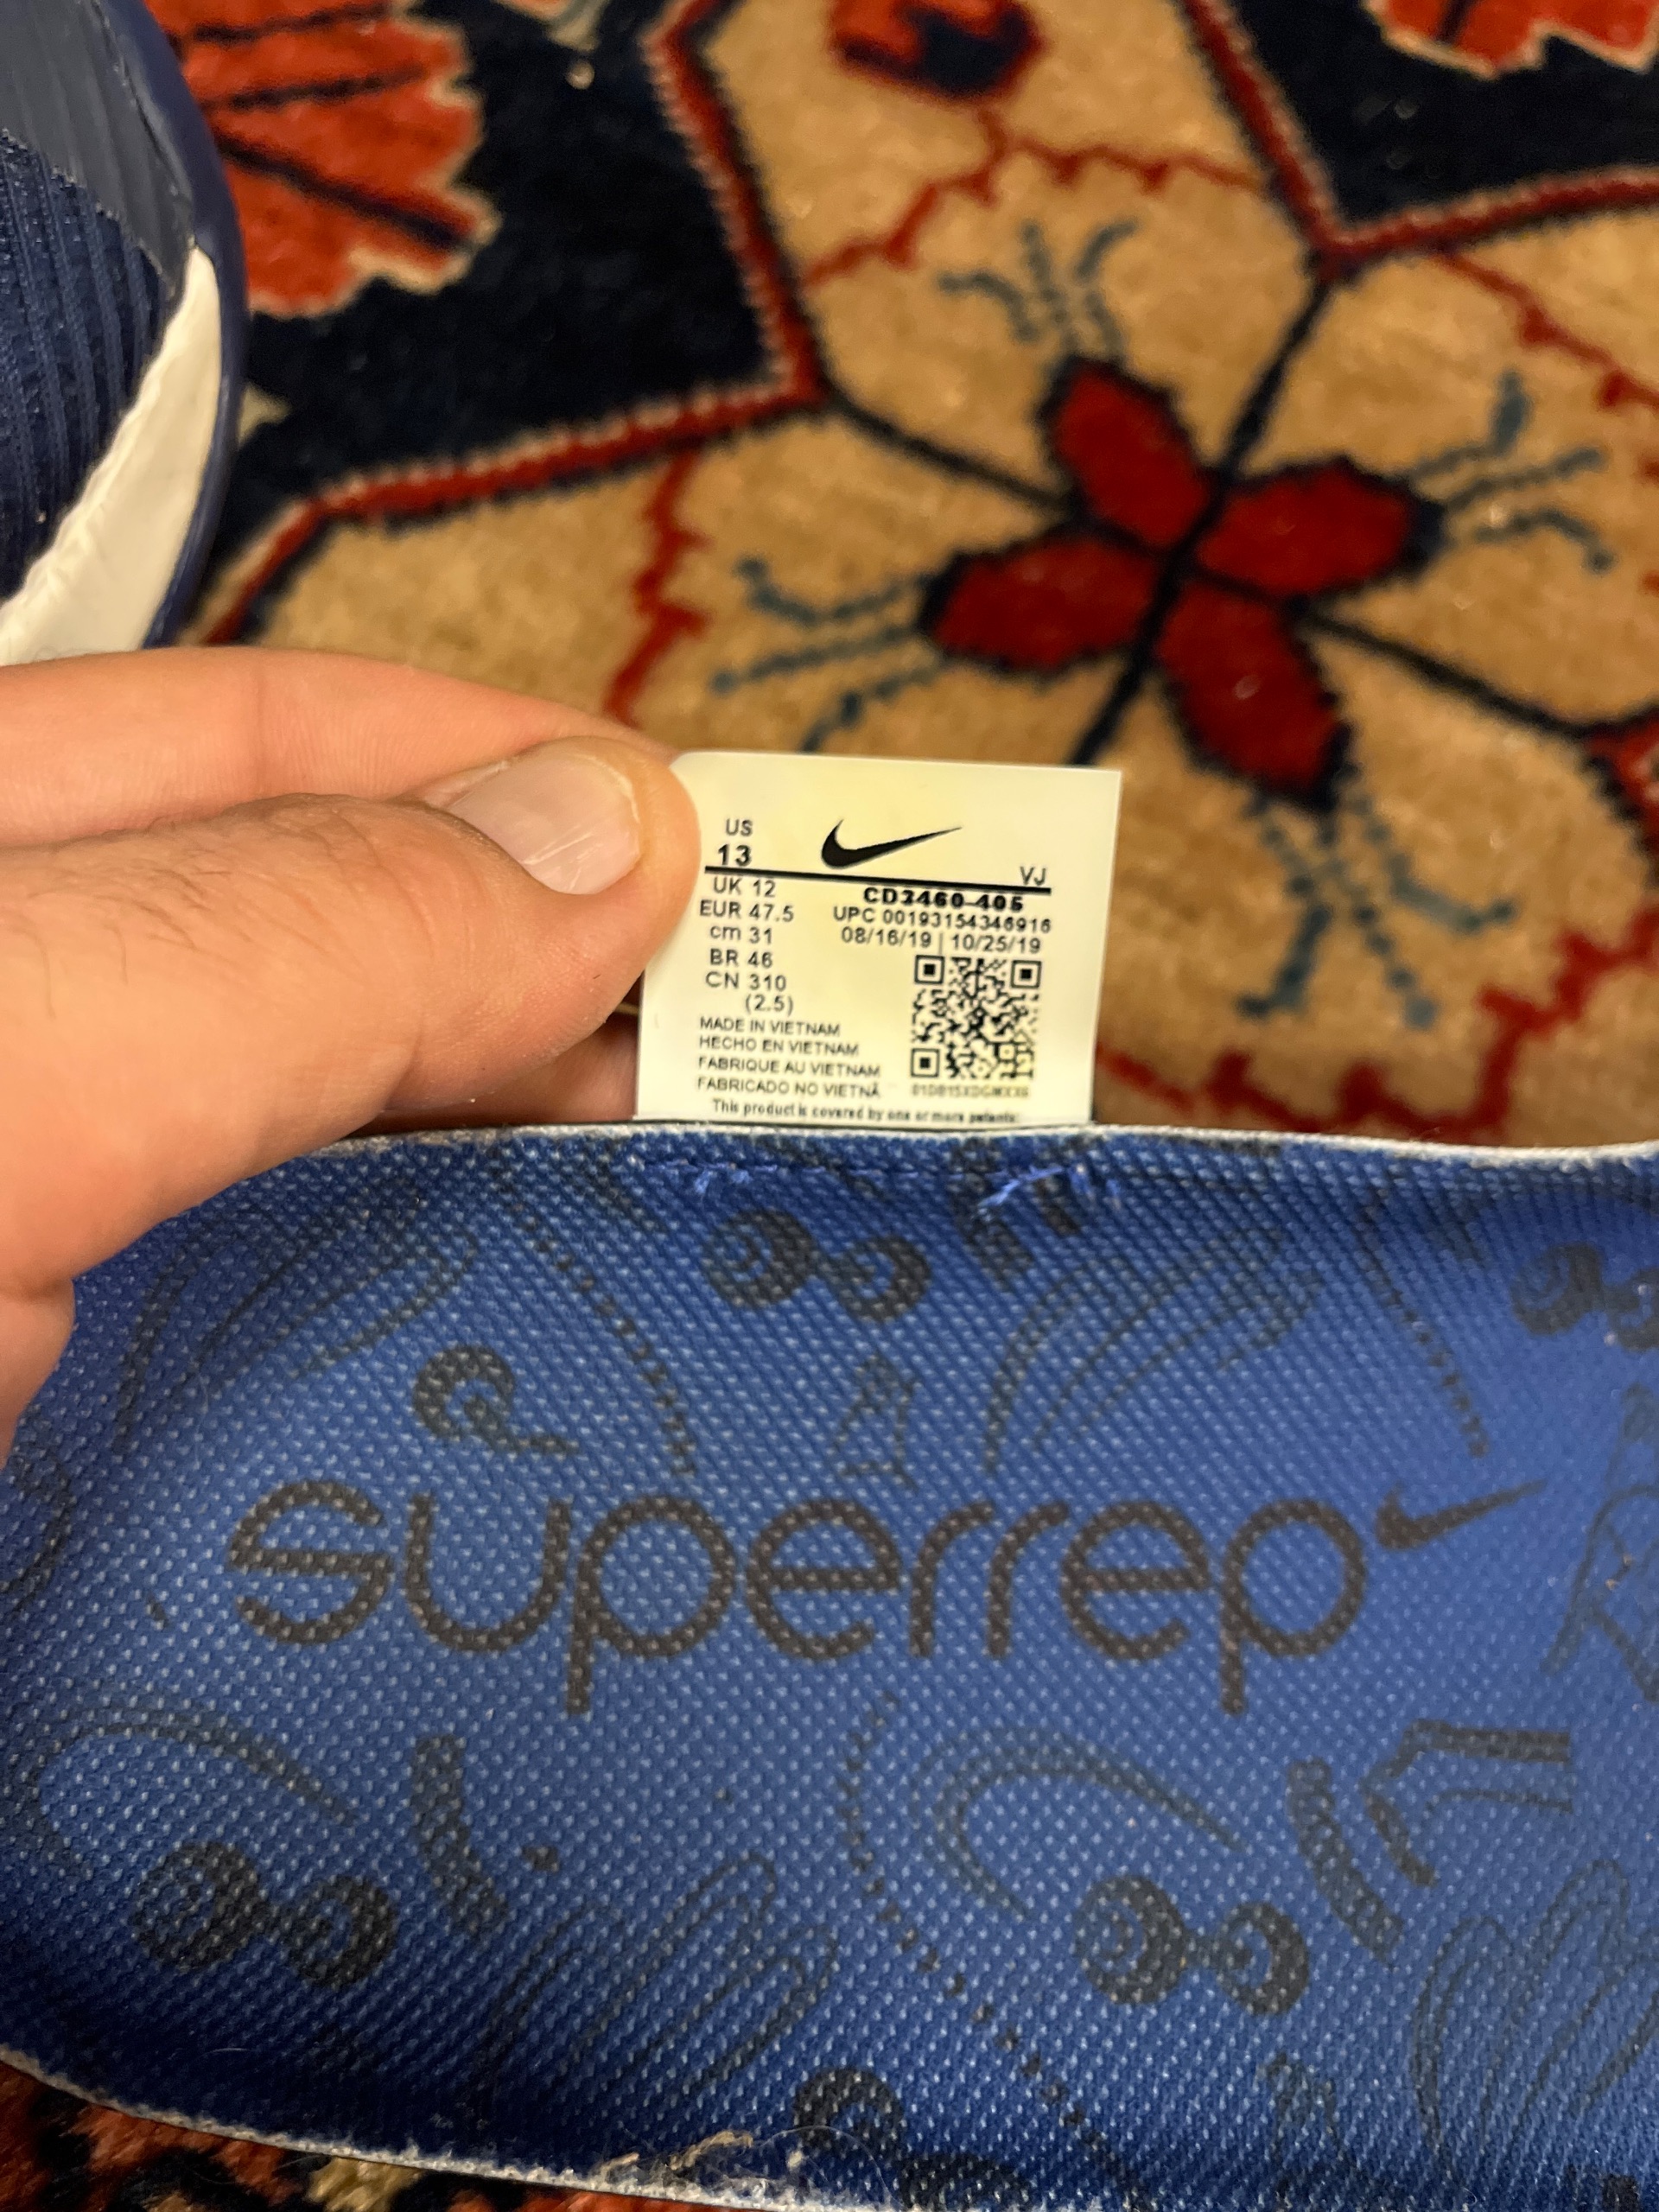 US
13
VJ
UK 12
EUR 47.5
cm 31
BR 46
CN 310
(2.5)
CD3460-405
UPC 00193154346916
08/16/19 | 10/25/19
MADE IN VIETNAM
HECHO EN VIETNAM
FABRIQUE AU VIETNAM
FABRICADO NO VIETNÃ
This product is covered by one or more patents:
superrep